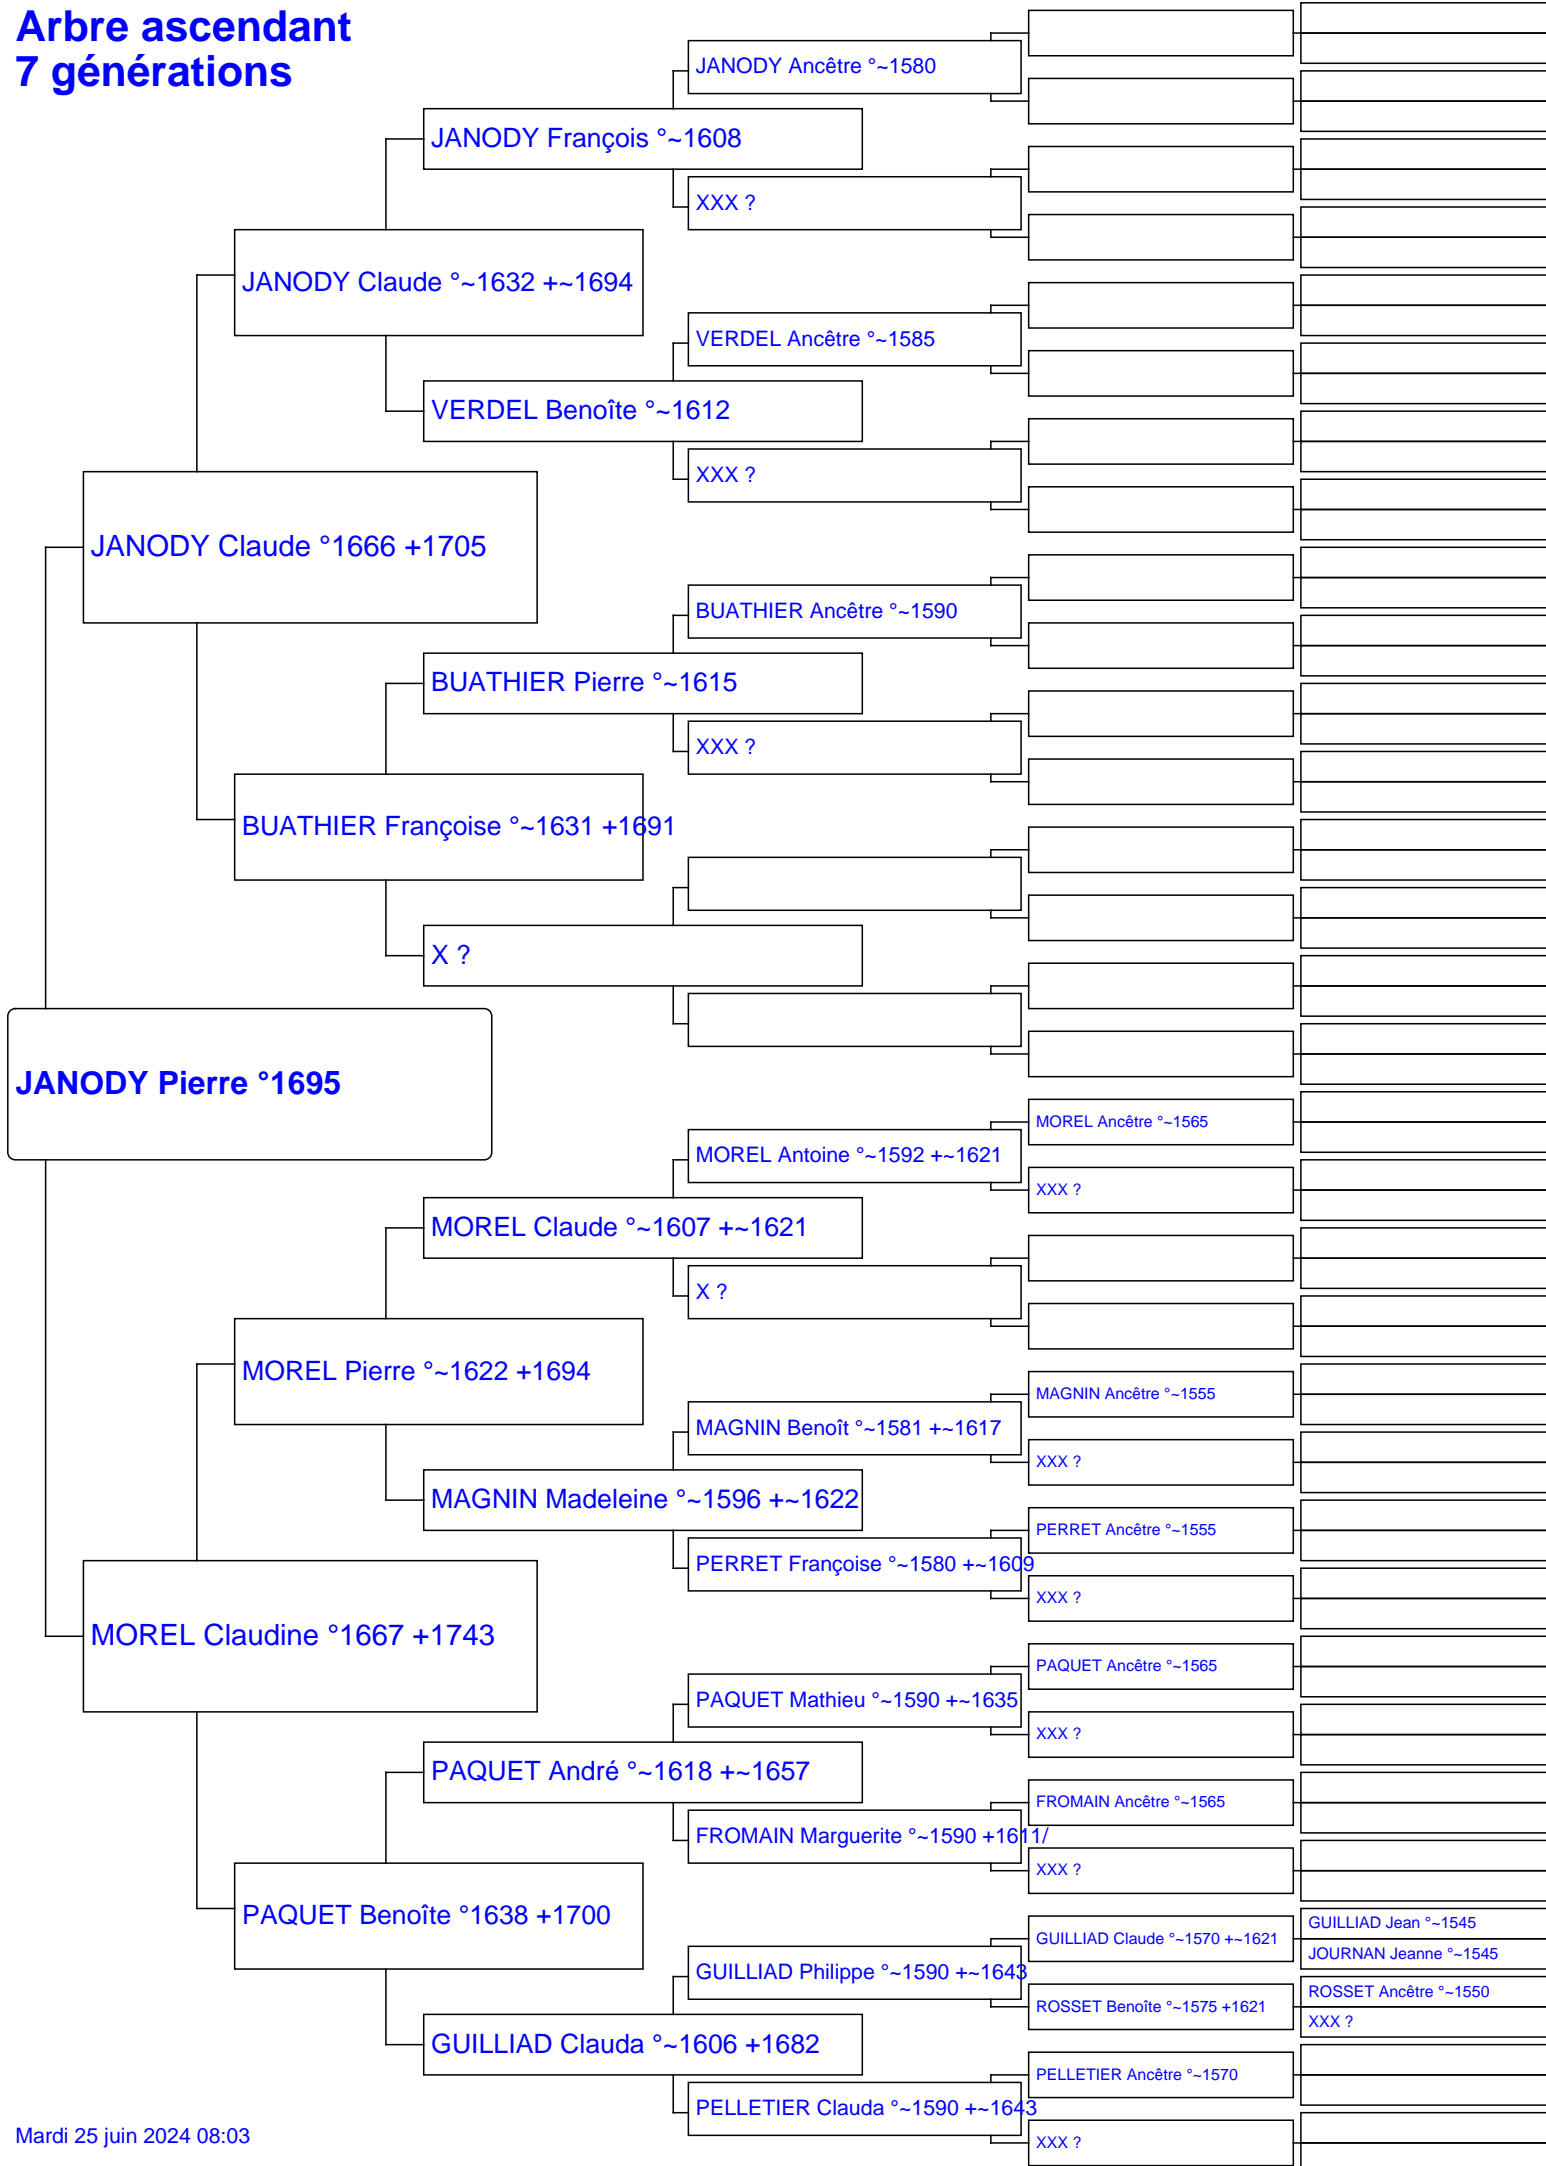 Arbre ascendant
7 générations
JANODY Ancêtre °~1580
JANODY François °~1608
XXX ?
JANODY Claude °~1632 +~1694
VERDEL Ancêtre °~1585
VERDEL Benoîte °~1612
XXX ?
JANODY Claude °1666 +1705
BUATHIER Ancêtre °~1590
BUATHIER Pierre °~1615
XXX ?
BUATHIER Françoise °~1631 +1691
X ?
JANODY Pierre °1695
MOREL Ancêtre °~1565
MOREL Antoine °~1592 +~1621
XXX ?
MOREL Claude °~1607 +~1621
X ?
MOREL Pierre °~1622 +1694
MAGNIN Ancêtre °~1555
MAGNIN Benoît °~1581 +~1617
XXX ?
MAGNIN Madeleine °~1596 +~1622
PERRET Ancêtre °~1555
PERRET Françoise °~1580 +~1609
XXX ?
MOREL Claudine °1667 +1743
PAQUET Ancêtre °~1565
PAQUET Mathieu °~1590 +~1635
XXX ?
PAQUET André °~1618 +~1657
FROMAIN Ancêtre °~1565
FROMAIN Marguerite °~1590 +1611/
XXX ?
PAQUET Benoîte °1638 +1700
GUILLIAD Jean °~1545
GUILLIAD Claude °~1570 +~1621
JOURNAN Jeanne °~1545
GUILLIAD Philippe °~1590 +~1643
ROSSET Ancêtre °~1550
ROSSET Benoîte °~1575 +1621
XXX ?
GUILLIAD Clauda °~1606 +1682
PELLETIER Ancêtre °~1570
PELLETIER Clauda °~1590 +~1643
XXX ?
Mardi 25 juin 2024 08:03